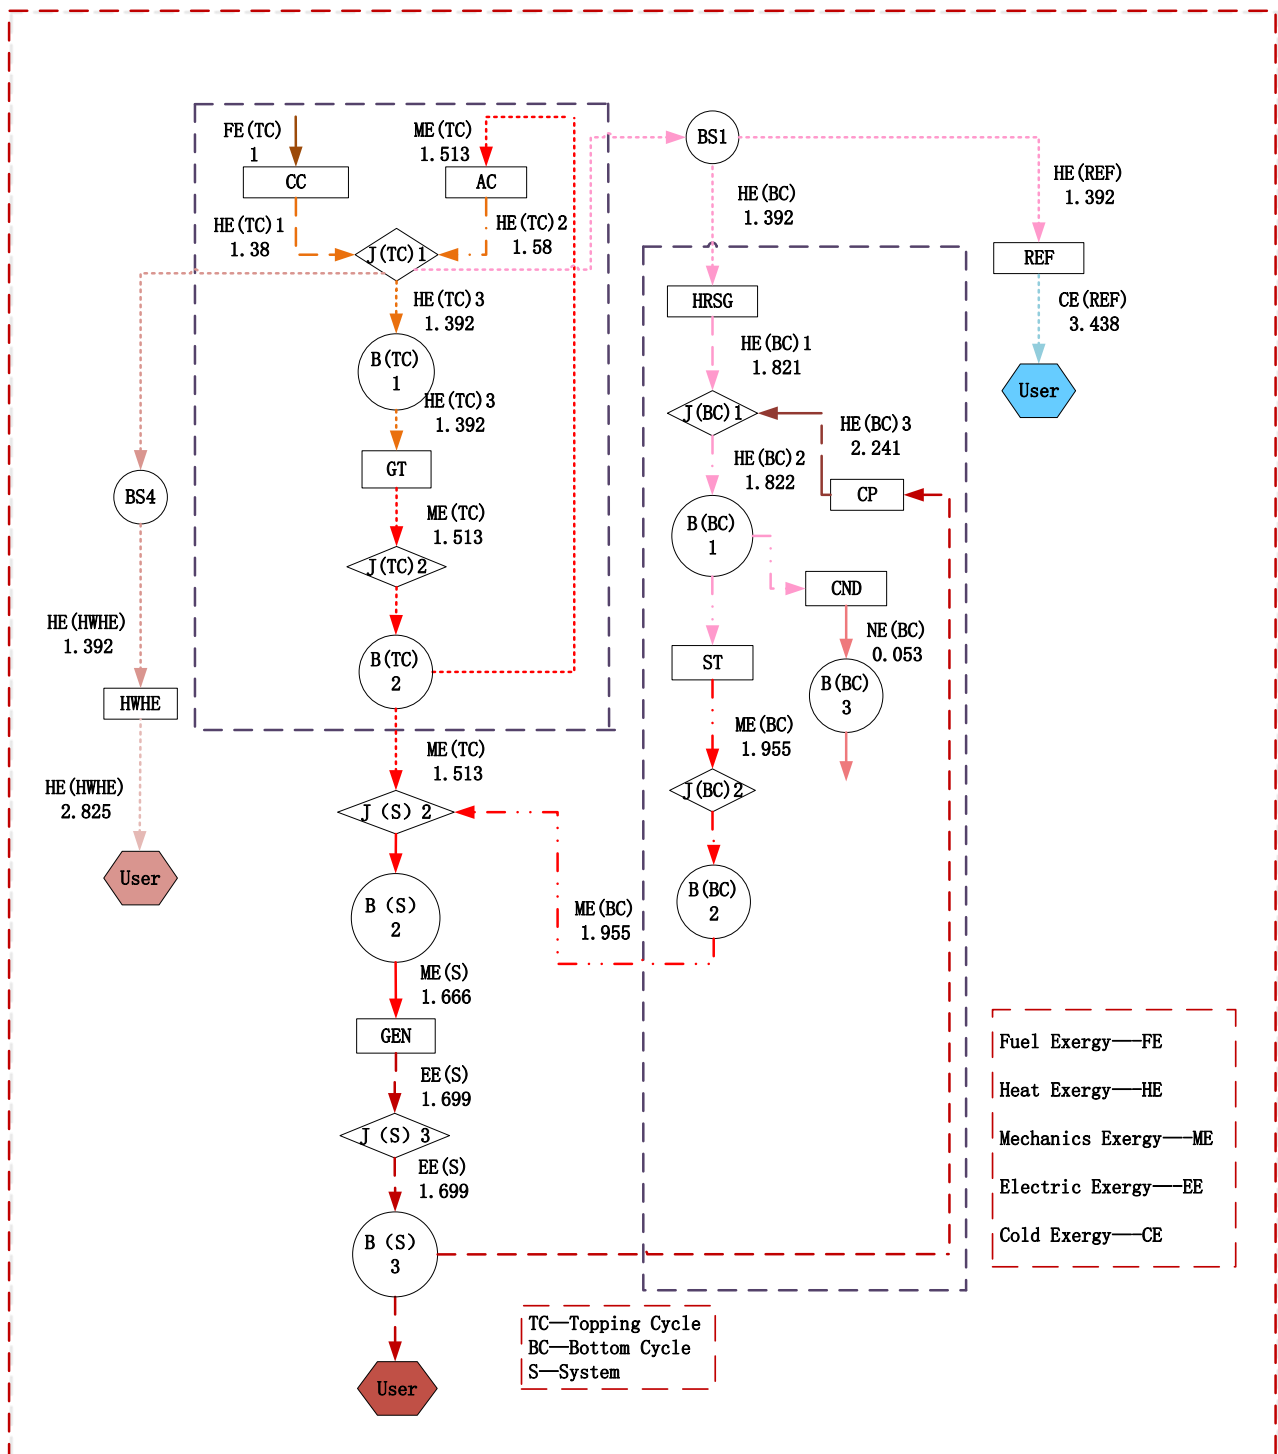 FE(TC)
1
ME(TC)
1.513
BS1
CC
AC
HE(TC)1
1.38
HE(TC)2
1.58
J(TC)1
HE(BC)
1.392
HE(REF)
1.392
REF
HE(TC)3
1.392
HRSG
CE(REF)
3.438
B(TC)
1
HE(BC)1
1.821
User
HE(TC)3
1.392
J(BC)1
HE(BC)3
2.241
GT
HE(BC)2
1.822
CP
BS4
ME(TC)
1.513
B(BC)
1
J(TC)2
CND
HE(HWHE)
1.392
NE(BC)
0.053
B(TC)
2
ST
B(BC)
3
HWHE
ME(TC)
1.513
ME(BC)
1.955
HE(HWHE)
2.825
J(BC)2
J（S）2
User
B(BC)
2
B（S）
2
ME(BC)
1.955
ME(S)
1.666
GEN
EE(S)
1.699
J（S）3
EE(S)
1.699
B（S）
3
User
Fuel Exergy——FE
Heat Exergy——HE
Mechanics Exergy——ME
Electric Exergy——EE
Cold Exergy——CE
TC—Topping Cycle
BC—Bottom Cycle
S—System